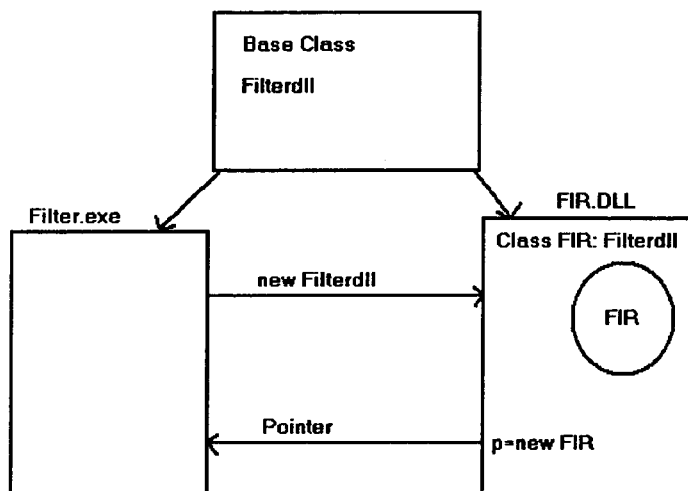 Base Class
Filterdll
Filter.exe
FIR.DLL
Class FIR: Filterdll
new Filterdll
FIR
Pointer
p=new FIR